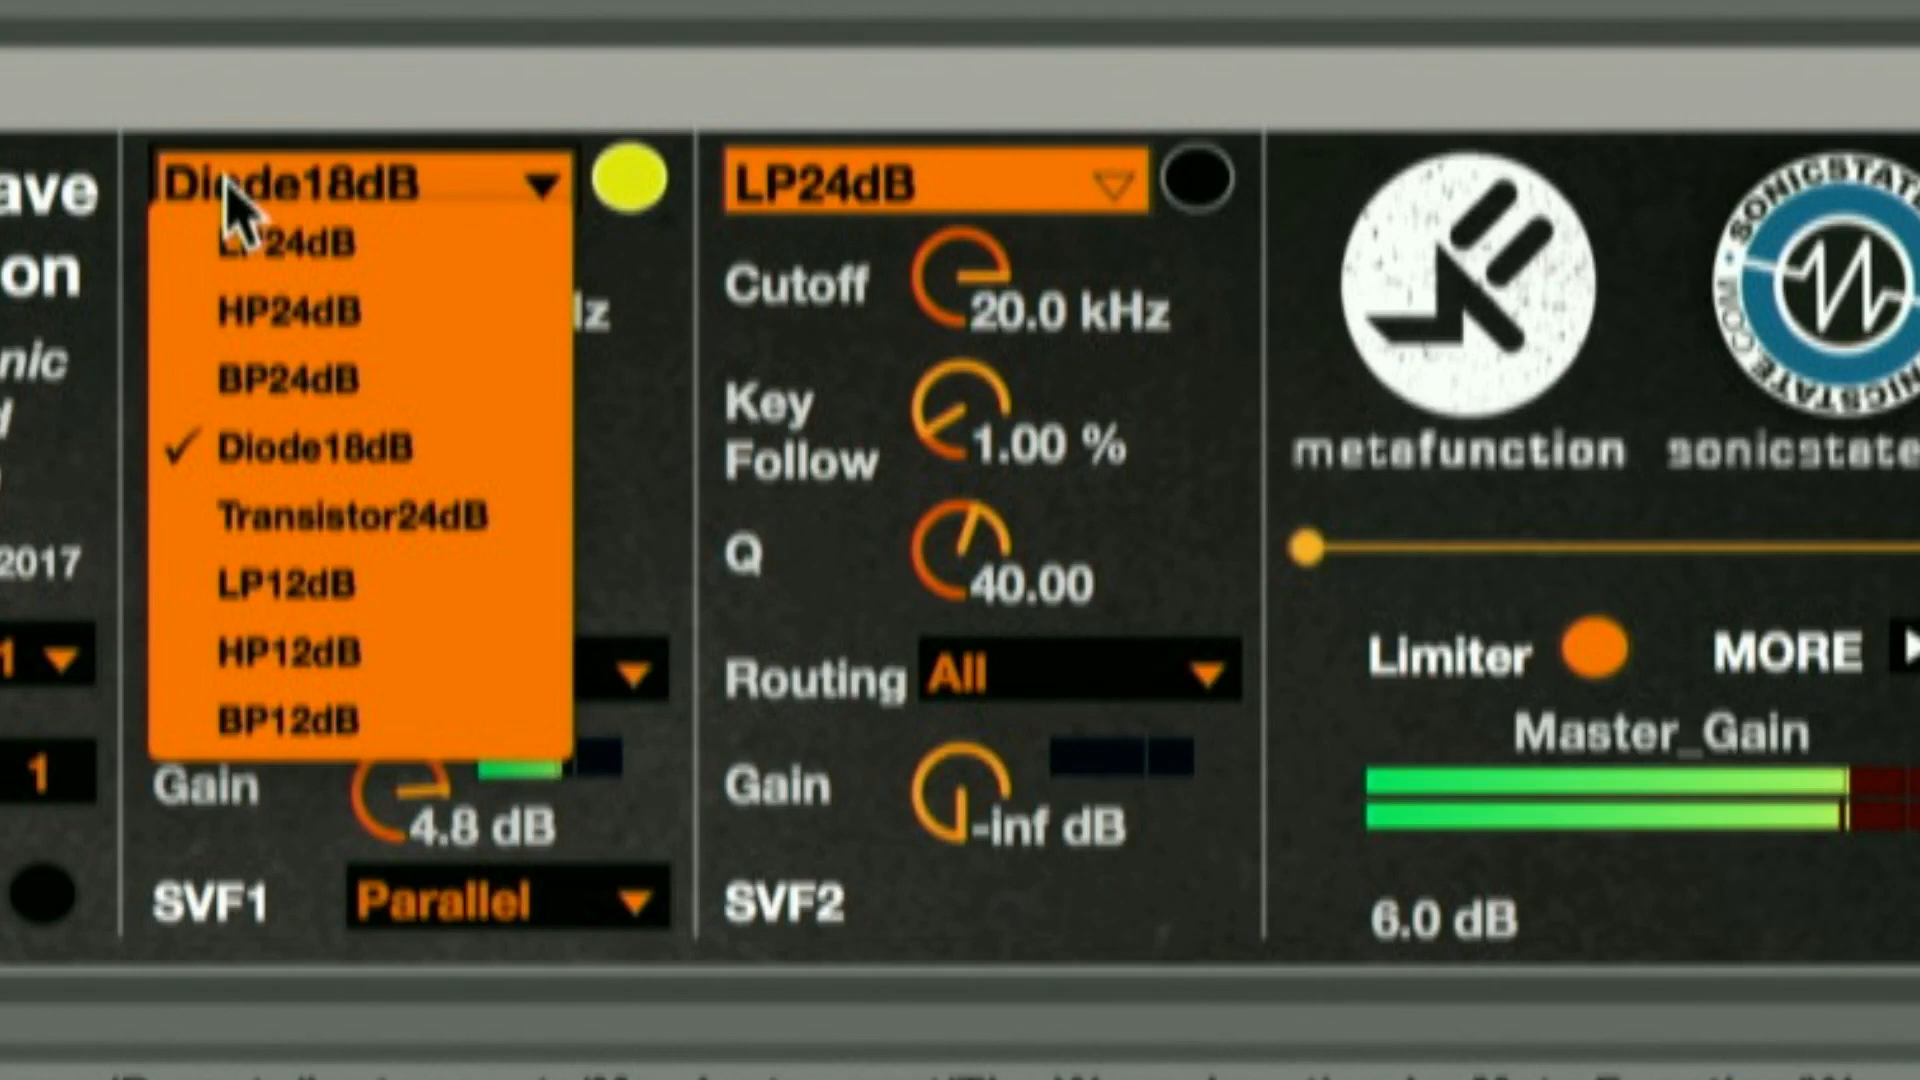 ave
on
nic
2017
1
1
Diode18dB
24dB
HP24dB
BP24dB
Diode18dB
Transistor24dB
LP12dB
HP12dB
BP12dB
Gain
4.8 dB
SVF1 Parallel
LP24dB
Cutoff
20.0 kHz
Key
Follow
1.00 %
Q
40.00
Routing All
Gain
-inf dB
SVF2
metafunction
SONICSTATE
sonicstate
Limiter MORE
Master_Gain
6.0 dB